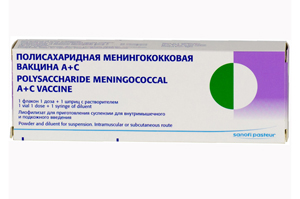 ПОЛИСАХАРИДНАЯ МЕНИНГОКОККОВАЯ
ВАКЦИНА А+С
POLYSACCHARIDE MENINGOCOCCAL
A+C VACCINE
1 флакон 1 доза + 1 шприц с растворителем
1 vial 1 dose + 1 syringe of diluent
Лиофилизат для приготовления суспензии для внутримышечного
и подкожного введения
Powder and diluent for suspension. Intramuscular or subcutaneous route
sanofi pasteur